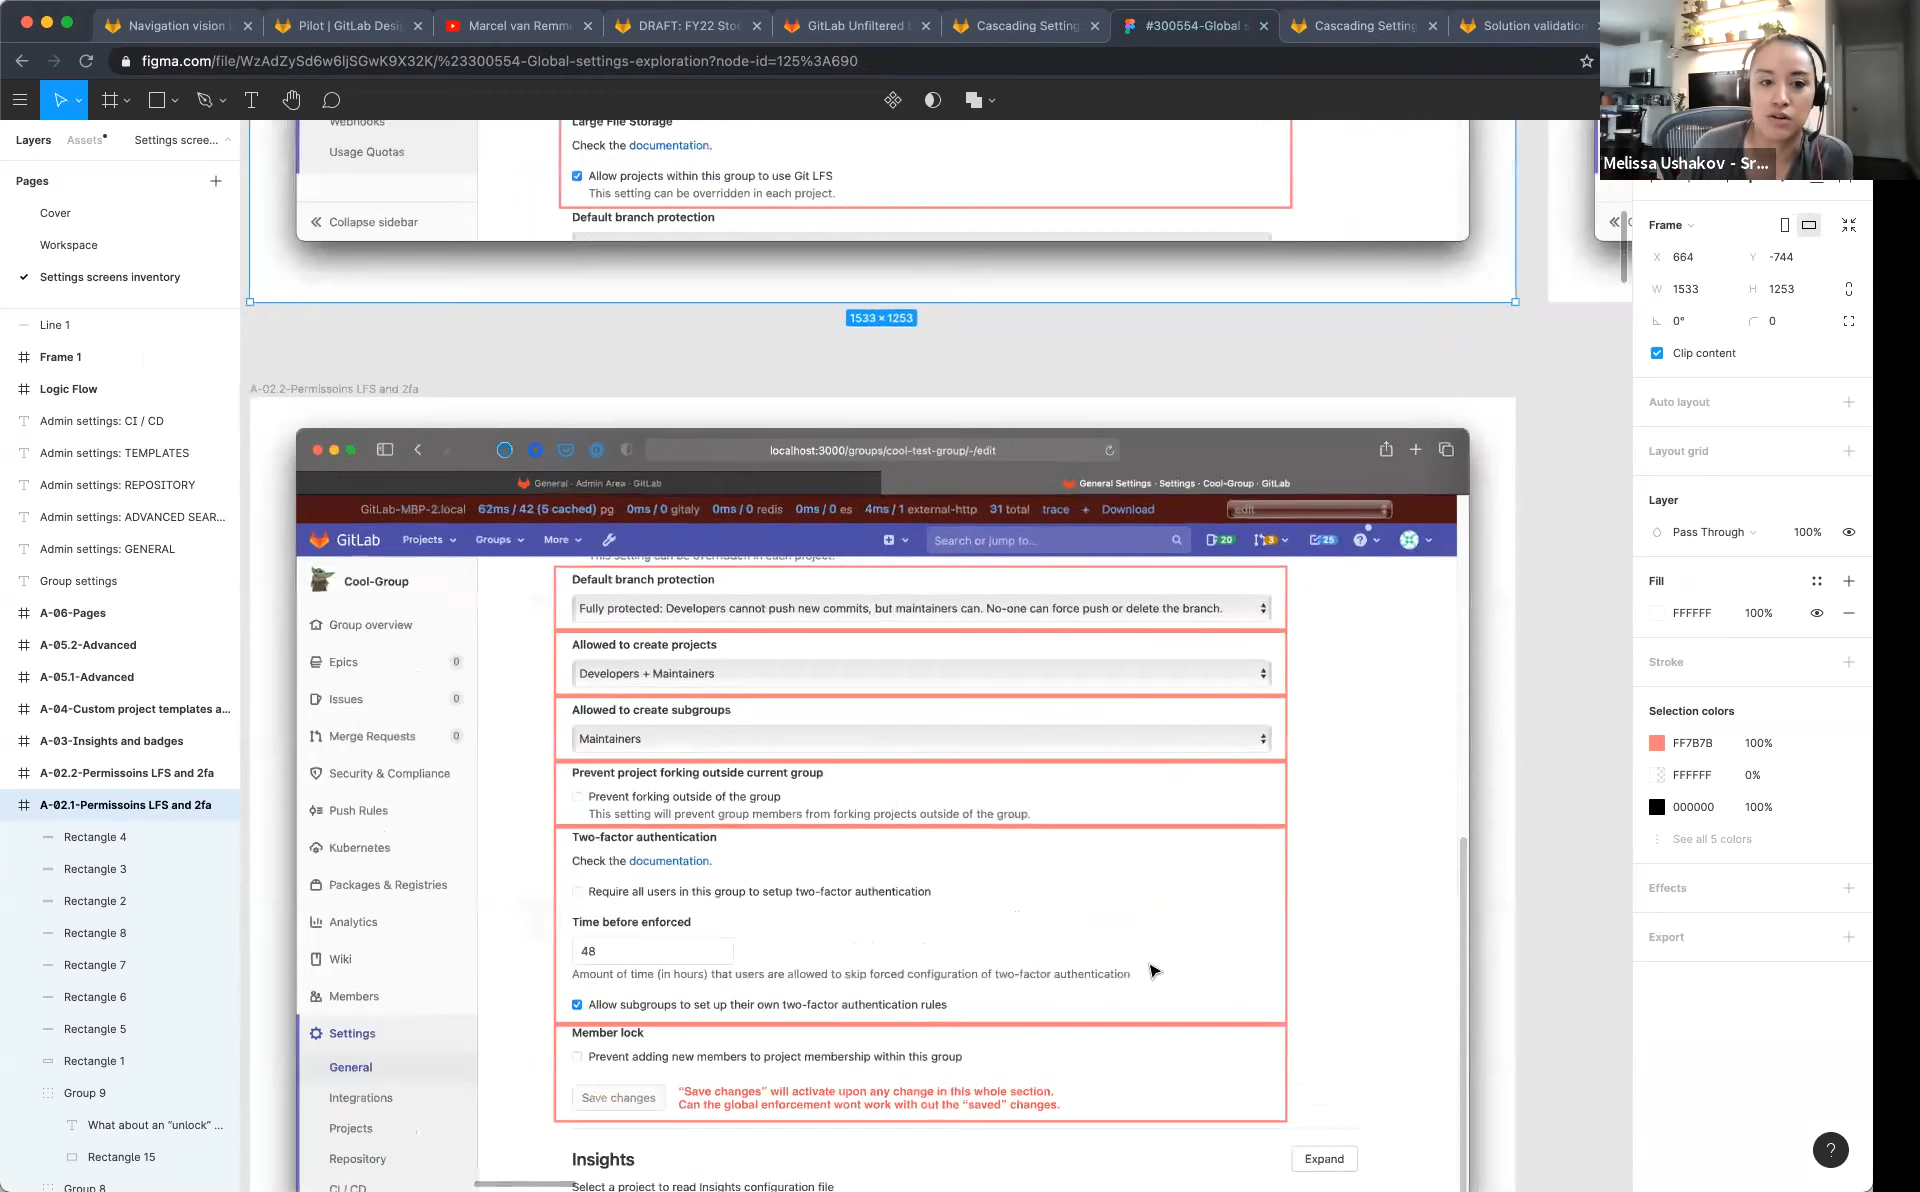 Navigation vision
Pilot | GitLab Desi
Marcel van Remme
DRAFT: FY22 Sto
GitLab Unfiltered
Cascading Setting
#300554-Global s
Cascading Setting
Solution validation
figma.com/file/WzAdZySd6w6ljSGwK9X32K/%23300554-Global-settings-exploration?node-id=125%3A690
Melissa Ushakov - Sr...
Layers
Assets
Settings scree...
Pages
Cover
Workspace
Settings screens inventory
Line 1
Frame 1
Logic Flow
Admin settings: CI / CD
Admin settings: TEMPLATES
Admin settings: REPOSITORY
Admin settings: ADVANCED SEAR...
Admin settings: GENERAL
Group settings
A-06-Pages
A-05.2-Advanced
A-05.1-Advanced
A-04-Custom project templates a...
A-03-Insights and badges
A-02.2-Permissoins LFS and 2fa
A-02.1-Permissoins LFS and 2fa
Rectangle 4
Rectangle 3
Rectangle 2
Rectangle 8
Rectangle 7
Rectangle 6
Rectangle 5
Rectangle 1
Group 9
What about an "unlock" ...
Rectangle 15
Group 8
Webhooks
Usage Quotas
Collapse sidebar
Large File Storage
Check the documentation.
Allow projects within this group to use Git LFS
This setting can be overridden in each project.
Default branch protection
1533 × 1253
A-02.2-Permissoins LFS and 2fa
localhost:3000/groups/cool-test-group/-/edit
General · Admin Area · GitLab
General Settings · Settings · Cool-Group · GitLab
GitLab-MBP-2.local 62ms / 42 (5 cached) pg 0ms / 0 gitaly 0ms / 0 redis 0ms / 0 es 4ms / 1 external-http 31 total trace + Download edit
GitLab Projects Groups More Search or jump to... 20 3 25
Cool-Group
Group overview
Epics 0
Issues 0
Merge Requests 0
Security & Compliance
Push Rules
Kubernetes
Packages & Registries
Analytics
Wiki
Members
Settings
General
Integrations
Projects
Repository
CI / CD
This setting can be overridden in each project.
Default branch protection
Fully protected: Developers cannot push new commits, but maintainers can. No-one can force push or delete the branch.
Allowed to create projects
Developers + Maintainers
Allowed to create subgroups
Maintainers
Prevent project forking outside current group
Prevent forking outside of the group
This setting will prevent group members from forking projects outside of the group.
Two-factor authentication
Check the documentation.
Require all users in this group to setup two-factor authentication
Time before enforced
48
Amount of time (in hours) that users are allowed to skip forced configuration of two-factor authentication
Allow subgroups to set up their own two-factor authentication rules
Member lock
Prevent adding new members to project membership within this group
Save changes
“Save changes” will activate upon any change in fhis whole section.
Can the global enforcement wont work with out the “saved” changes.
Insights
Expand
Select a project to read Insights configuration file
Frame
X 664 Y -744
W 1533 H 1253
0° 0
Clip content
Auto layout
Layout grid
Layer
Pass Through 100%
Fill
FFFFFF 100%
Stroke
Selection colors
FF7B7B 100%
FFFFFF 0%
000000 100%
See all 5 colors
Effects
Export
?